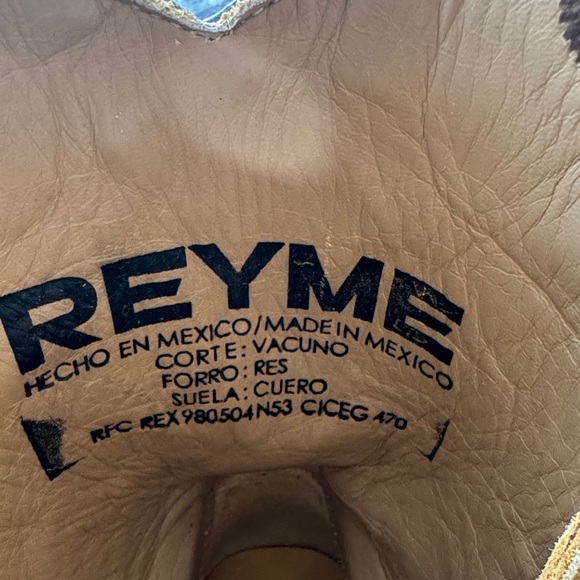 REYME
HECHO EN MEXICO/MADE IN MEXICO
CORTE: VACUNO
FORRO: RES
SUELA: CUERO
RFC REX980504N53 CICEG 470